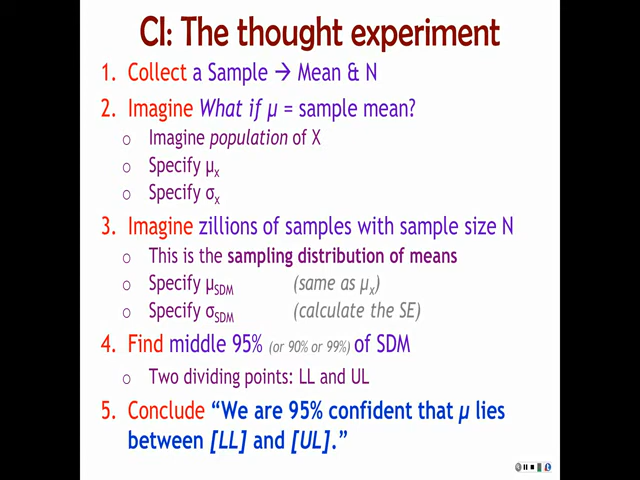 CI: The thought experiment
1. Collect a Sample → Mean & N
2. Imagine What if μ = sample mean?
o Imagine population of X
o Specify μx
o Specify σx
3. Imagine zillions of samples with sample size N
o This is the sampling distribution of means
o Specify μSDM (same as μx)
o Specify σSDM (calculate the SE)
4. Find middle 95% (or 90% or 99%) of SDM
o Two dividing points: LL and UL
5. Conclude “We are 95% confident that μ lies
between [LL] and [UL].”